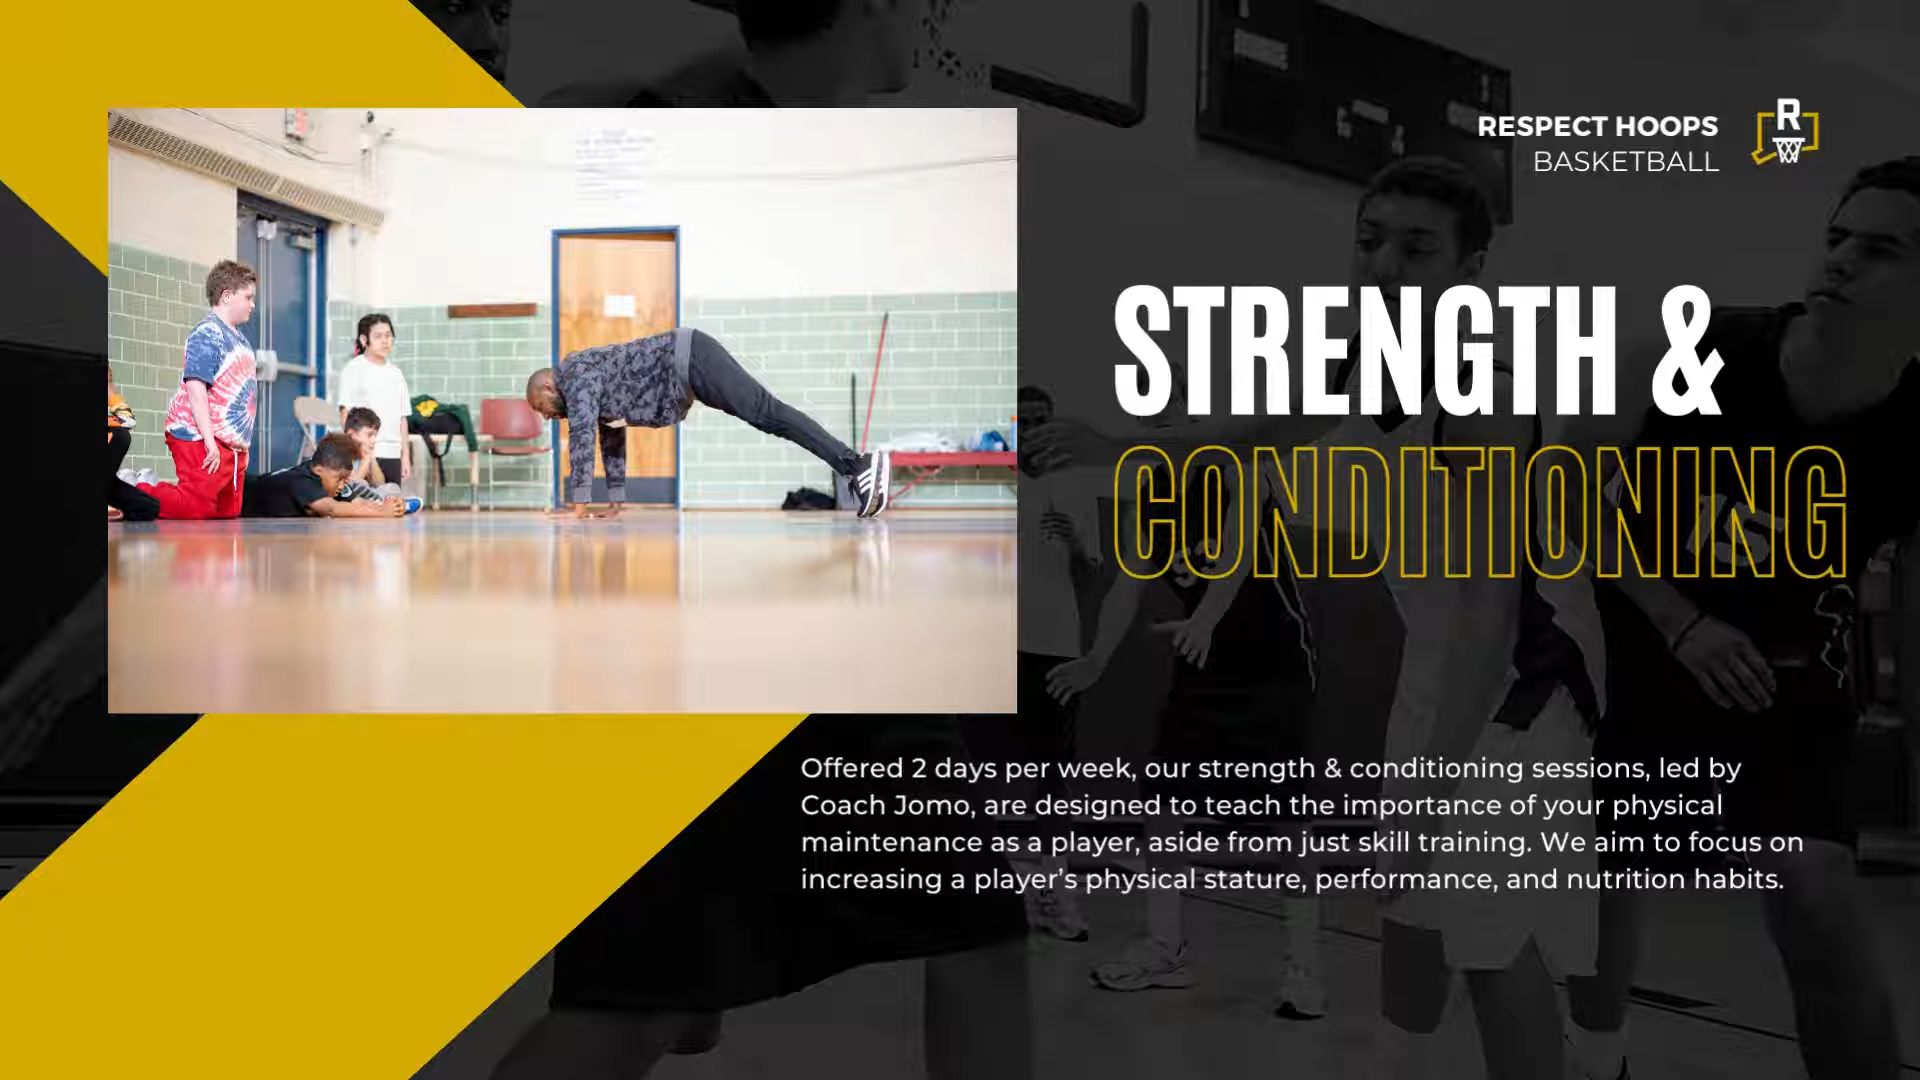 RESPECT HOOPS
BASKETBALL
R
STRENGTH &
CONDITIONING
Offered 2 days per week, our strength & conditioning sessions, led by
Coach Jomo, are designed to teach the importance of your physical
maintenance as a player, aside from just skill training. We aim to focus on
increasing a player’s physical stature, performance, and nutrition habits.